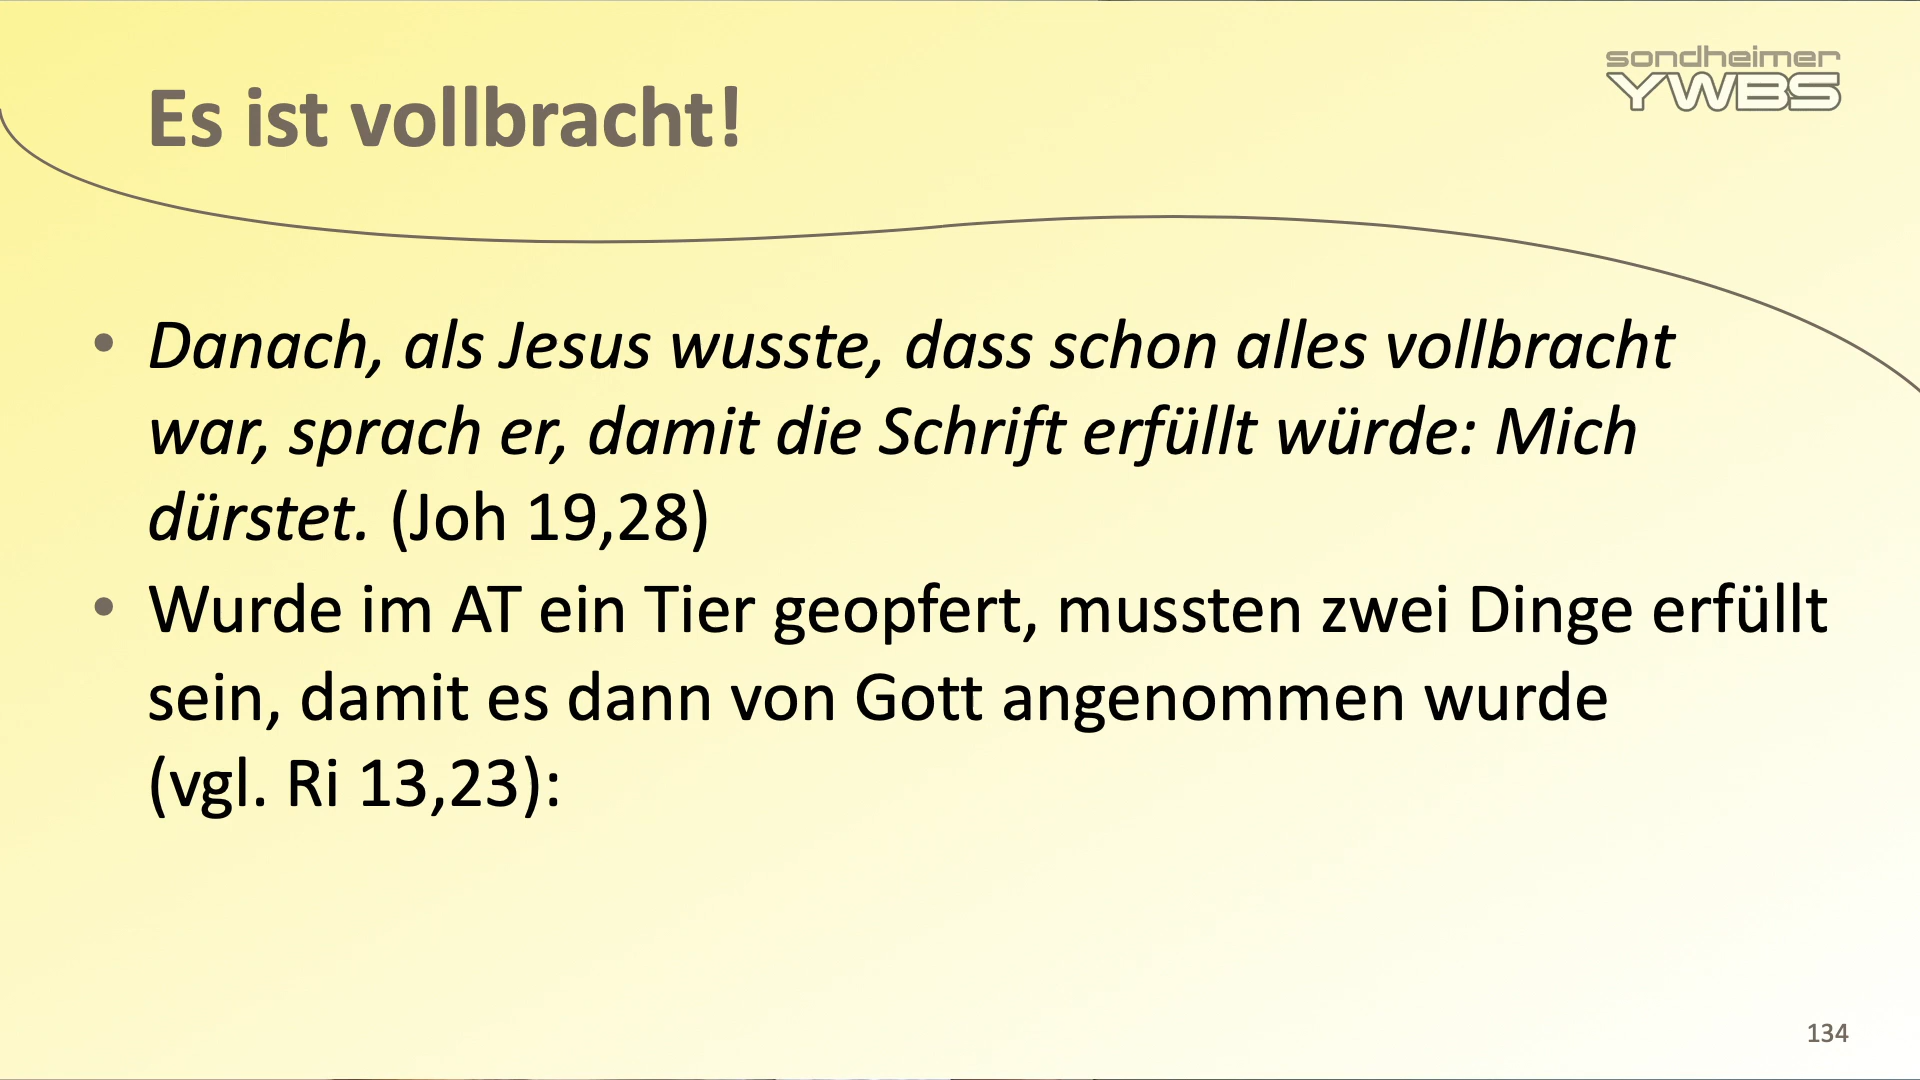 sondheimer
YWBS
Es ist vollbracht!
• Danach, als Jesus wusste, dass schon alles vollbracht
war, sprach er, damit die Schrift erfüllt würde: Mich
dürstet. (Joh 19,28)
• Wurde im AT ein Tier geopfert, mussten zwei Dinge erfüllt
sein, damit es dann von Gott angenommen wurde
(vgl. Ri 13,23):
134